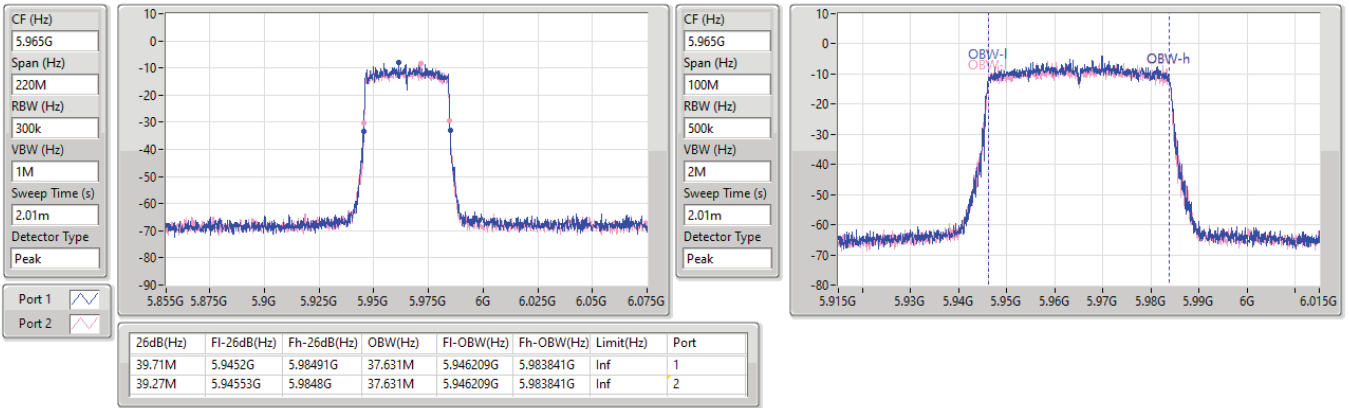 CF (Hz)
5.965G
Span (Hz)
220M
RBW (Hz)
300k
VBW (Hz)
1M
Sweep Time (s)
2.01m
Detector Type
Peak
Port 1
Port 2
10
0
-10
-20
-30
-40
-50
-60
-70
-80
-90
5.855G 5.875G 5.9G 5.925G 5.95G 5.975G 6G 6.025G 6.05G 6.075G
CF (Hz)
5.965G
Span (Hz)
100M
RBW (Hz)
500k
VBW (Hz)
2M
Sweep Time (s)
2.01m
Detector Type
Peak
10
0
-10
-20
-30
-40
-50
-60
-70
-80
OBW-l
OBW-h
5.915G 5.93G 5.94G 5.95G 5.96G 5.97G 5.98G 5.99G 6G 6.015G
26dB(Hz) Fl-26dB(Hz) Fh-26dB(Hz) OBW(Hz) Fl-OBW(Hz) Fh-OBW(Hz) Limit(Hz) Port
39.71M 5.9452G 5.98491G 37.631M 5.946209G 5.983841G Inf 1
39.27M 5.94553G 5.9848G 37.631M 5.946209G 5.983841G Inf 2